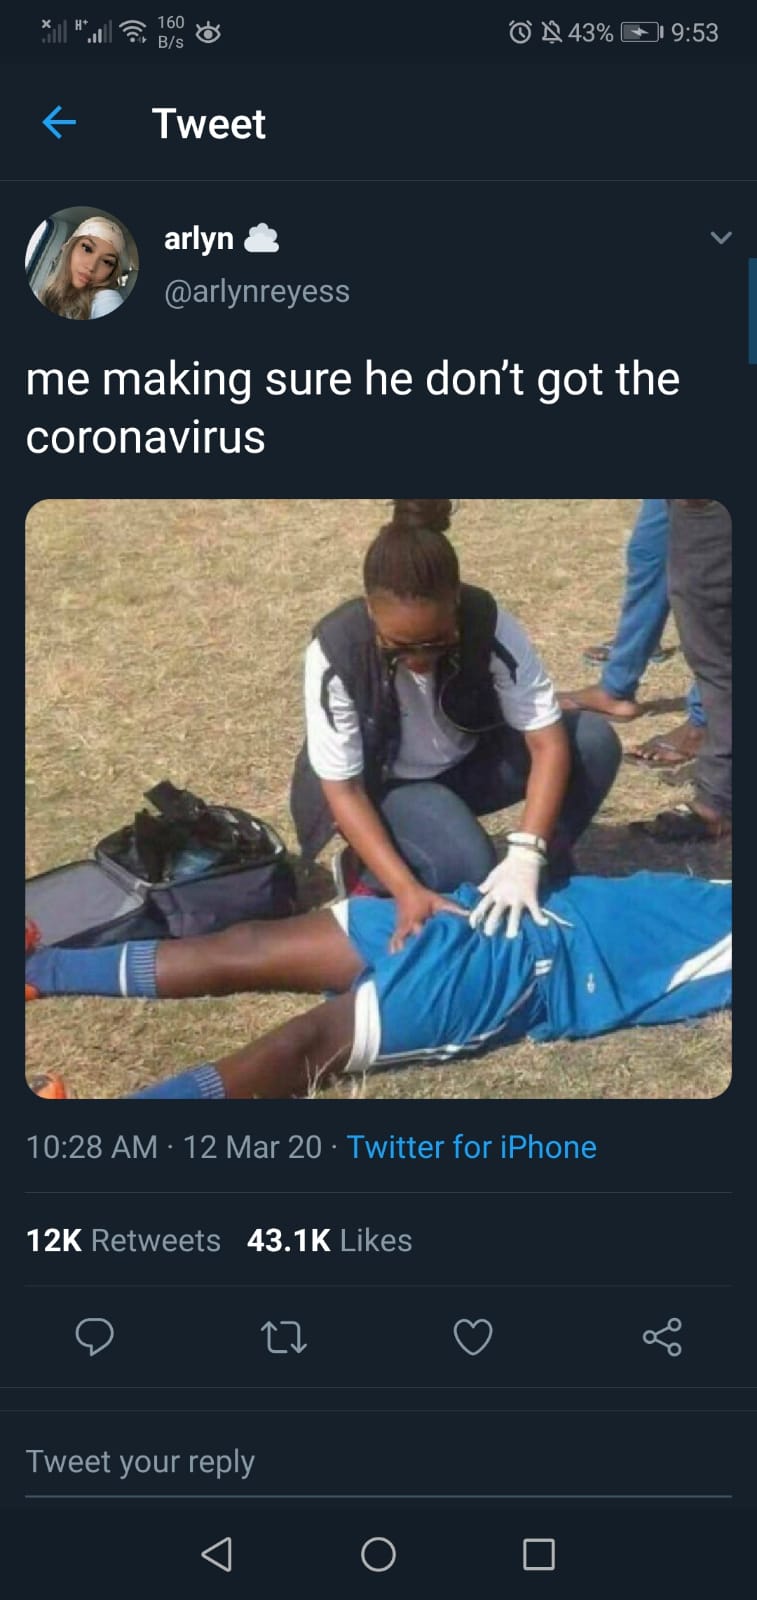 160
B/s
43%
9:53
Tweet
arlyn
@arlynreyess
me making sure he don’t got the
coronavirus
10:28 AM · 12 Mar 20 · Twitter for iPhone
12K Retweets 43.1K Likes
Tweet your reply